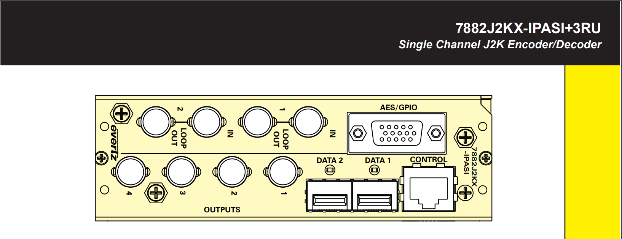 7882J2KX-IPASI+3RU
Single Channel J2K Encoder/Decoder
2
1
AES/GPIO
LOOP
OUT
IN
LOOP
OUT
IN
evertz
7882J2KX
-IPASI
DATA 2
DATA 1
CONTROL
4
3
2
1
OUTPUTS